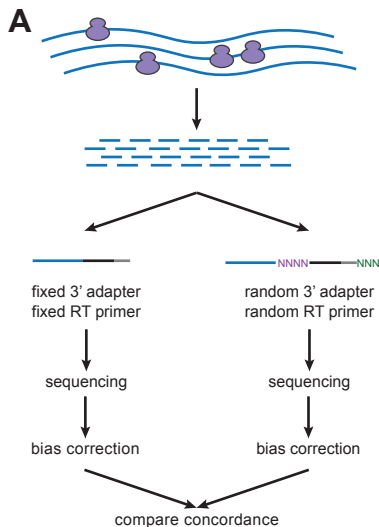 A
NNNN NNN
fixed 3' adapter random 3' adapter
fixed RT primer random RT primer
sequencing sequencing
bias correction bias correction
compare concordance